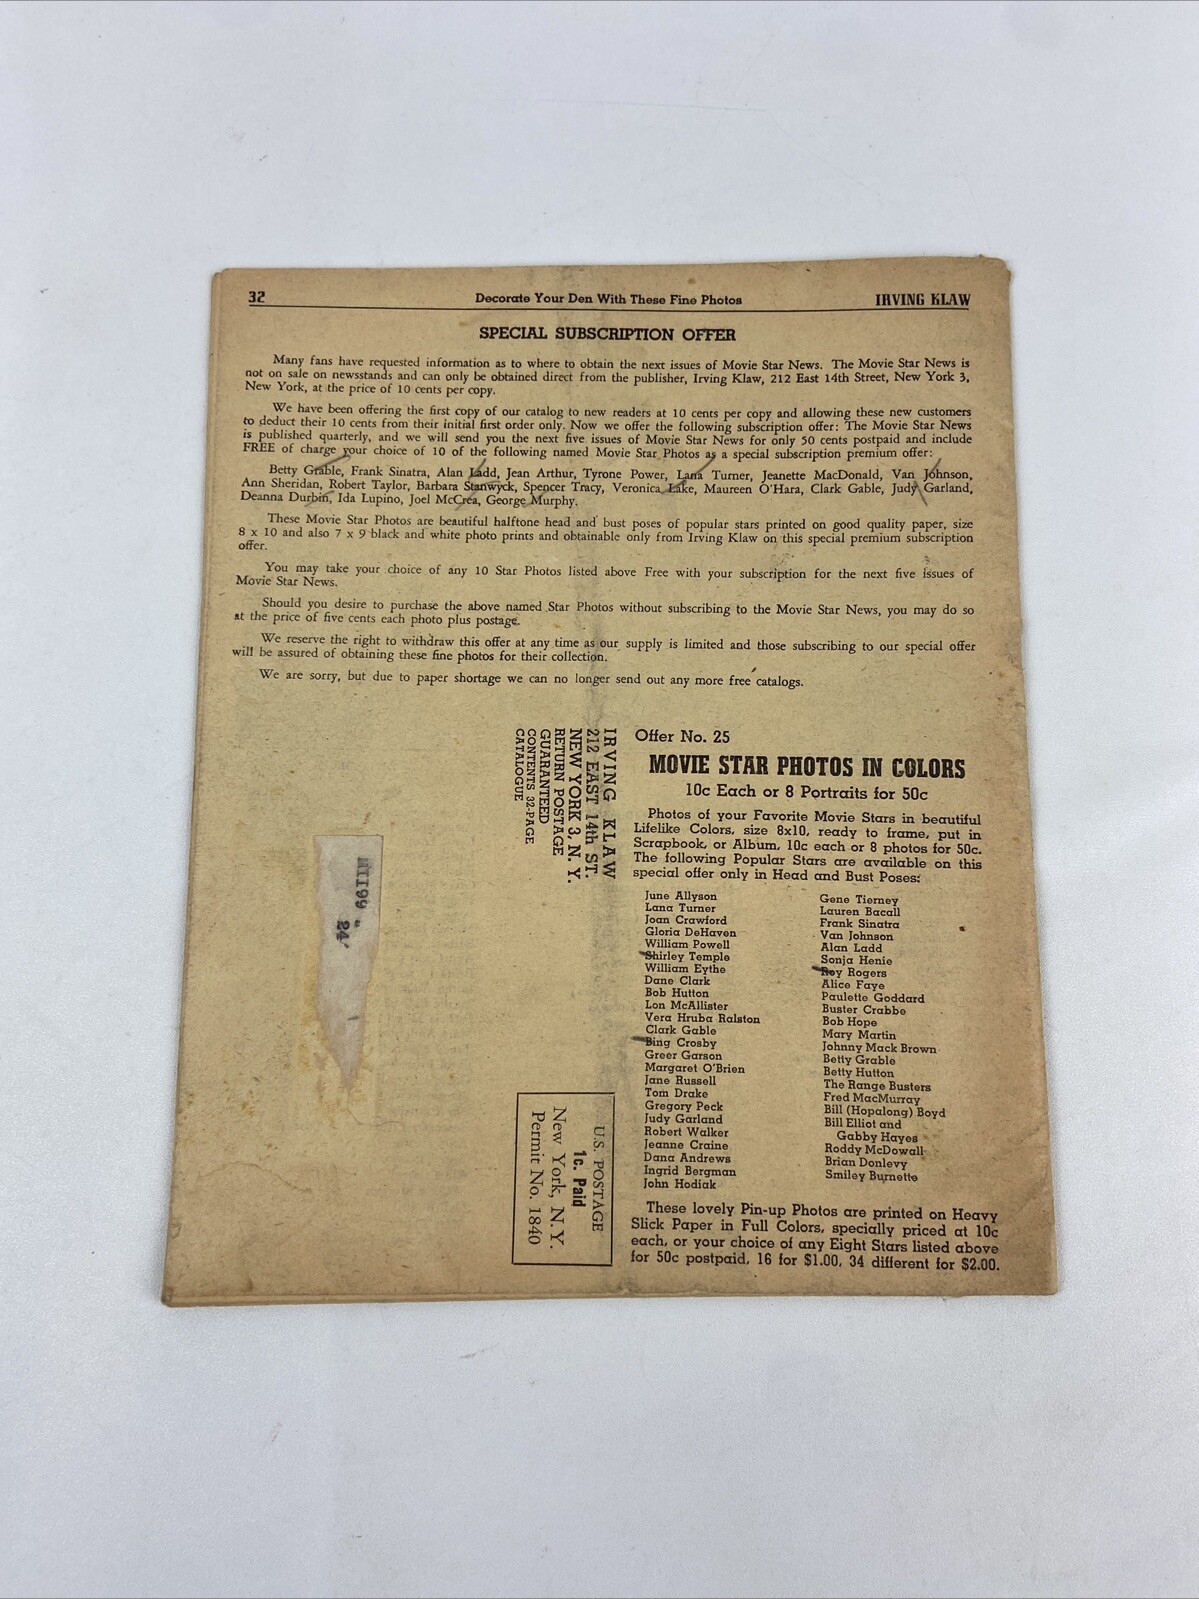 32 Decorate Your Den With These Fine Photos IRVING KLAW
SPECIAL SUBSCRIPTION OFFER
Many fans have requested information as to where to obtain the next issues of Movie Star News. The Movie Star News is
not on sale on newsstands and can only be obtained direct from the publisher, Irving Klaw, 212 East 14th Street, New York 3,
New York, at the price of 10 cents per copy.
We have been offering the first copy of our catalog to new readers at 10 cents per copy and allowing these new customers
to deduct their 10 cents from their initial first order only. Now we offer the following subscription offer: The Movie Star News
is published quarterly, and we will send you the next five issues of Movie Star News for only 50 cents postpaid and include
FREE of charge your choice of 10 of the following named Movie Star Photos as a special subscription premium offer:
Betty Grable, Frank Sinatra, Alan Ladd, Jean Arthur, Tyrone Power, Lana Turner, Jeanette MacDonald, Van Johnson,
Ann Sheridan, Robert Taylor, Barbara Stanwyck, Spencer Tracy, Veronica Lake, Maureen O'Hara, Clark Gable, Judy Garland,
Deanna Durbin, Ida Lupino, Joel McCrea, George Murphy.
These Movie Star Photos are beautiful halftone head and bust poses of popular stars printed on good quality paper, size
8 x 10 and also 7 x 9 black and white photo prints and obtainable only from Irving Klaw on this special premium subscription
offer.
You may take your choice of any 10 Star Photos listed above Free with your subscription for the next five issues of
Movie Star News.
Should you desire to purchase the above named Star Photos without subscribing to the Movie Star News, you may do so
at the price of five cents each photo plus postage.
We reserve the right to withdraw this offer at any time as our supply is limited and those subscribing to our special offer
will be assured of obtaining these fine photos for their collection.
We are sorry, but due to paper shortage we can no longer send out any more free catalogs.
IRVING KLAW
212 EAST 14th ST.
NEW YORK 3, N. Y.
RETURN POSTAGE
GUARANTEED
CONTENTS 32-PAGE
CATALOGUE
24
U.S. POSTAGE
1c. Paid
New York, N. Y.
Permit No. 1840
Offer No. 25
MOVIE STAR PHOTOS IN COLORS
10c Each or 8 Portraits for 50c
Photos of your Favorite Movie Stars in beautiful
Lifelike Colors, size 8x10, ready to frame, put in
Scrapbook, or Album, 10c each or 8 photos for 50c.
The following Popular Stars are available on this
special offer only in Head and Bust Poses:
June Allyson
Lana Turner
Joan Crawford
Gloria DeHaven
William Powell
Shirley Temple
William Eythe
Dane Clark
Bob Hutton
Lon McAllister
Vera Hruba Ralston
Clark Gable
Bing Crosby
Greer Garson
Margaret O'Brien
Jane Russell
Tom Drake
Gregory Peck
Judy Garland
Robert Walker
Jeanne Craine
Dana Andrews
Ingrid Bergman
John Hodiak
Gene Tierney
Lauren Bacall
Frank Sinatra
Van Johnson
Alan Ladd
Sonja Henie
Roy Rogers
Alice Faye
Paulette Goddard
Buster Crabbe
Bob Hope
Mary Martin
Johnny Mack Brown
Betty Grable
Betty Hutton
The Range Busters
Fred MacMurray
Bill (Hopalong) Boyd
Bill Elliot and
Gabby Hayes
Roddy McDowall
Brian Donlevy
Smiley Burnette
These lovely Pin-up Photos are printed on Heavy
Slick Paper in Full Colors, specially priced at 10c
each, or your choice of any Eight Stars listed above
for 50c postpaid, 16 for $1.00, 34 different for $2.00.